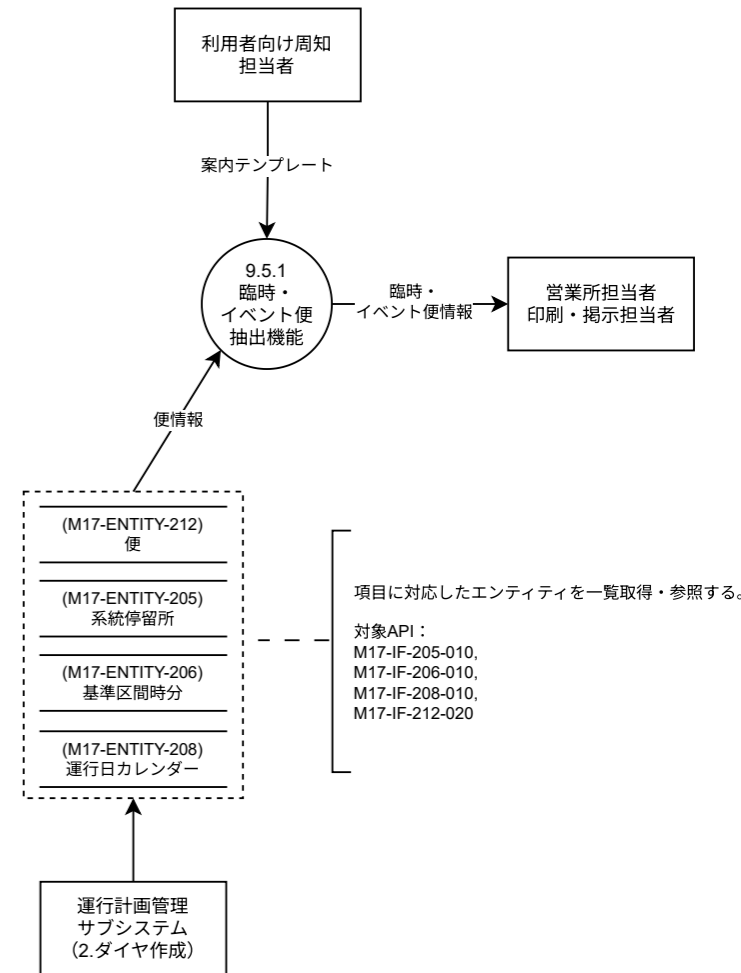 利用者向け周知
担当者
案内テンプレート
9.5.1
臨時・
イベント便
抽出機能
臨時・
イベント便情報
営業所担当者
印刷・掲示担当者
便情報
(M17-ENTITY-212)
便
(M17-ENTITY-205)
系統停留所
(M17-ENTITY-206)
基準区間時分
(M17-ENTITY-208)
運行日カレンダー
項目に対応したエンティティを一覧取得・参照する。
対象API：
M17-IF-205-010,
M17-IF-206-010,
M17-IF-208-010,
M17-IF-212-020
運行計画管理
サブシステム
（2.ダイヤ作成）